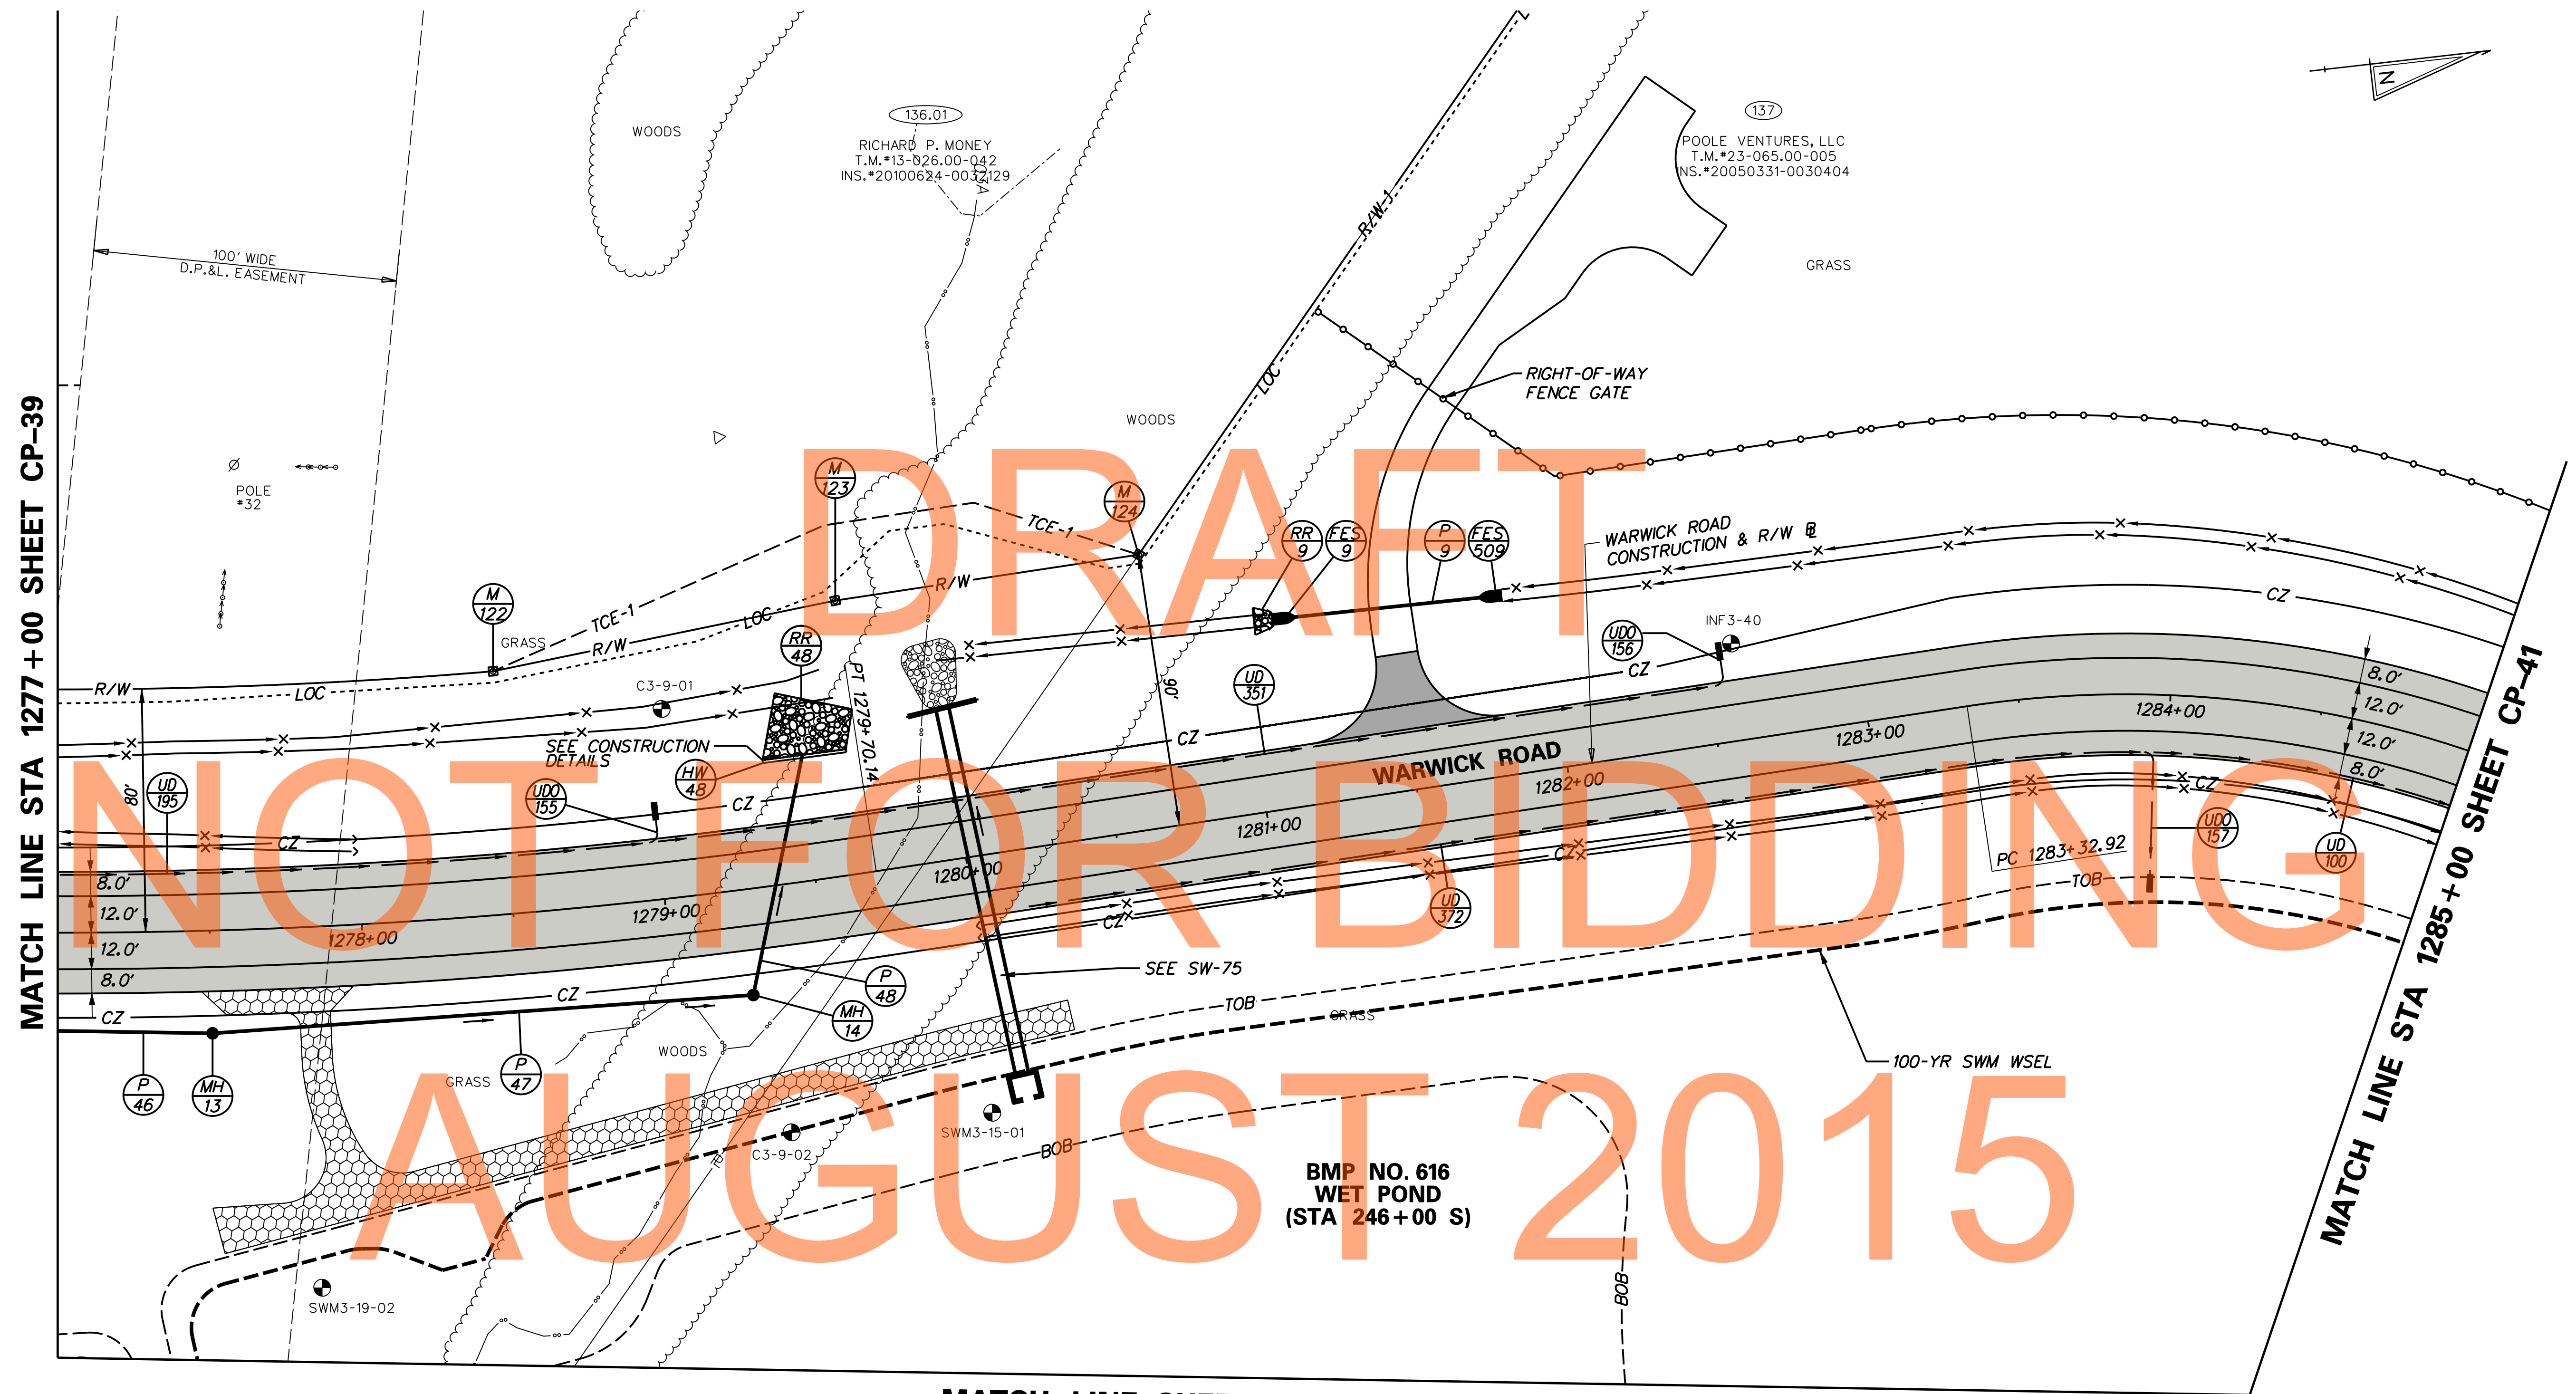 136.01
RICHARD P. MONEY
T.M.#13-026.00-042
INS.#20100624-0032129
137
POOLE VENTURES, LLC
T.M.#23-065.00-005
INS.#20050331-0030404
N
WOODS
100' WIDE
D.P.&L. EASEMENT
GRASS
R/W-1
LOC
RIGHT-OF-WAY
FENCE GATE
WOODS
POLE
#32
DRAFT
M
123
M
124
TCE-1
RR
9
FES
9
P
9
FES
509
WARWICK ROAD
CONSTRUCTION & R/W BL
M
122
GRASS
TCE-1
R/W
LOC
R/W
RR
48
UDO
156
INF3-40
CZ
R/W
LOC
C3-9-01
PT 1279+70.14
90'
UD
351
CZ
8.0'
12.0'
12.0'
8.0'
1284+00
1283+00
SEE CONSTRUCTION
DETAILS
CZ
WARWICK ROAD
1282+00
80'
UD
195
UDO
155
HW
48
CZ
NOT FOR BIDDING
CZ
1281+00
CZ
CZ
UDO
157
UD
100
PC 1283+32.92
TOB
8.0'
12.0'
12.0'
8.0'
1278+00
1279+00
1280+00
UD
372
CZ
SEE SW-75
P
48
CZ
CZ
TOB
GRASS
MH
14
WOODS
100-YR SWM WSEL
P
46
MH
13
P
47
GRASS
AUGUST 2015
SWM3-15-01
C3-9-02
BOB
BMP NO. 616
WET POND
(STA 246+00 S)
BOB
SWM3-19-02
MATCH LINE STA 1277+00 SHEET CP-39
MATCH LINE STA 1285+00 SHEET CP-41